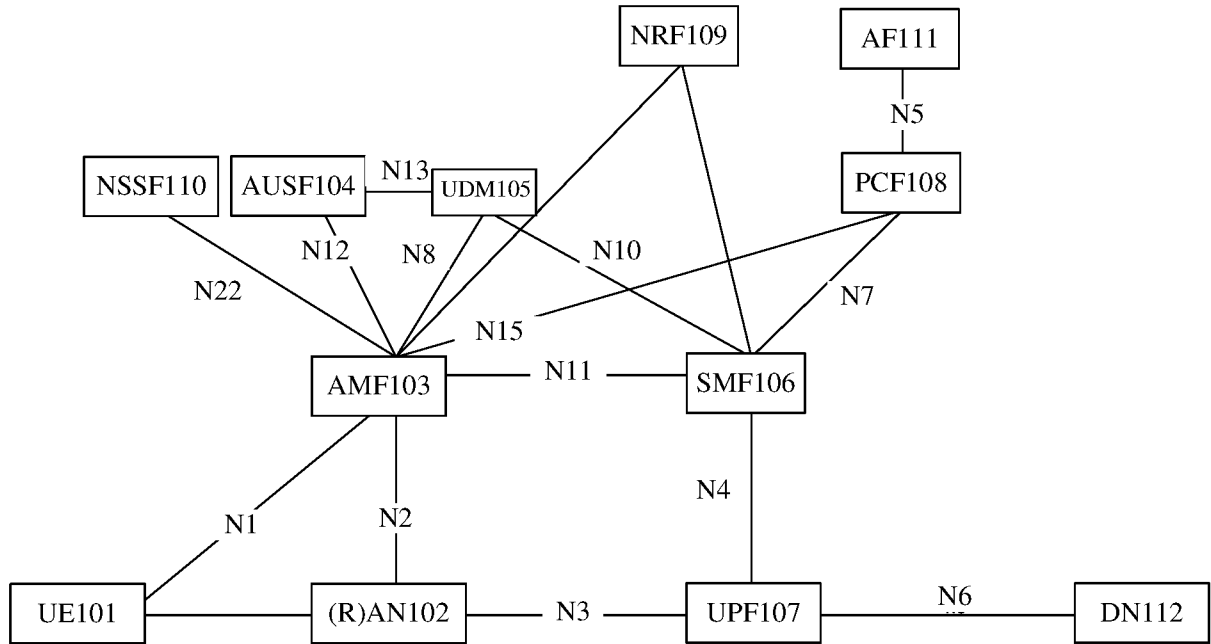 NRF109
AF111
N5
NSSF110
AUSF104
N13
UDM105
PCF108
N12
N8
N10
N22
N7
N15
AMF103
N11
SMF106
N4
N1
N2
UE101
(R)AN102
N3
UPF107
N6
DN112